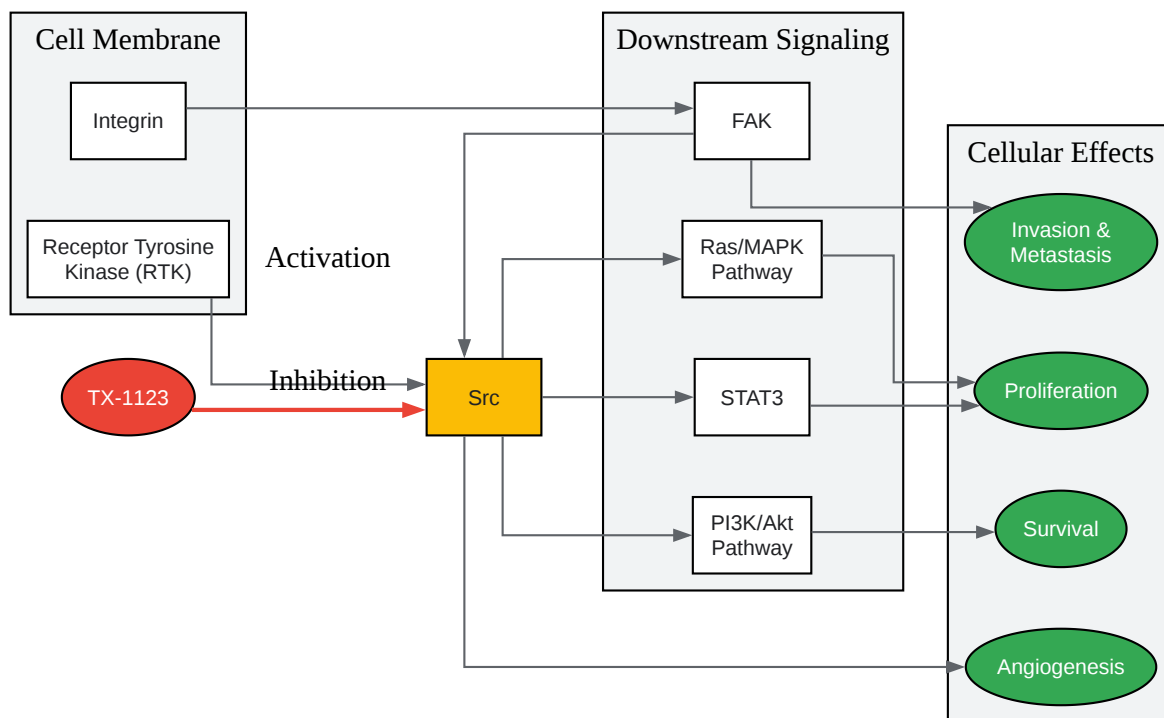 Cell Membrane
Integrin
Receptor Tyrosine
Kinase (RTK)
Activation
Inhibition
TX-1123
Src
Downstream Signaling
FAK
Ras/MAPK
Pathway
STAT3
PI3K/Akt
Pathway
Cellular Effects
Invasion &
Metastasis
Proliferation
Survival
Angiogenesis